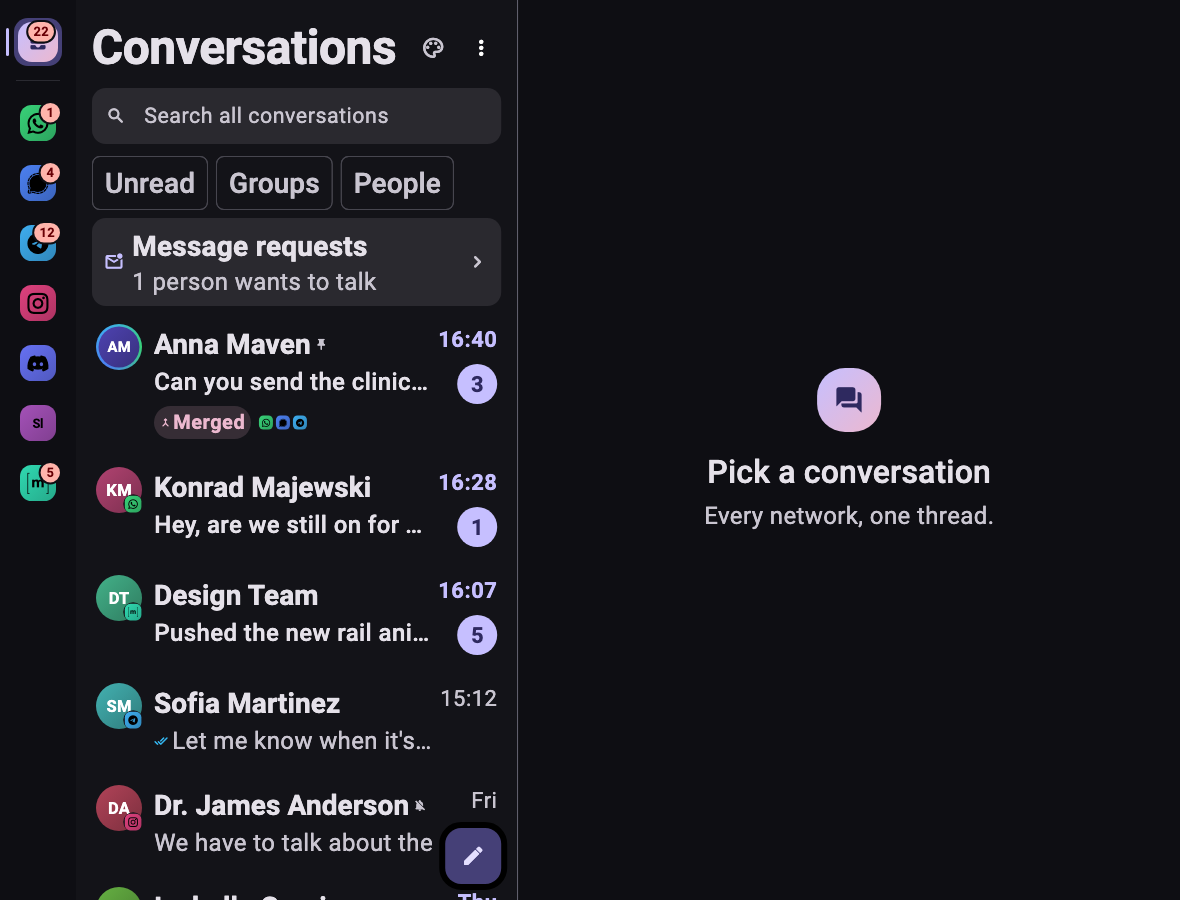 22
Conversations
1
Search all conversations
4
Unread Groups People
12
Message requests
1 person wants to talk
AM
Anna Maven
16:40
Can you send the clinic…
3
Merged
SI
KM
Konrad Majewski
16:28
Hey, are we still on for …
1
[m]
5
DT
Design Team
16:07
[m]
Pushed the new rail ani…
5
SM
Sofia Martinez
15:12
Let me know when it's…
DA
Dr. James Anderson
Fri
We have to talk about the
Thu
Pick a conversation
Every network, one thread.